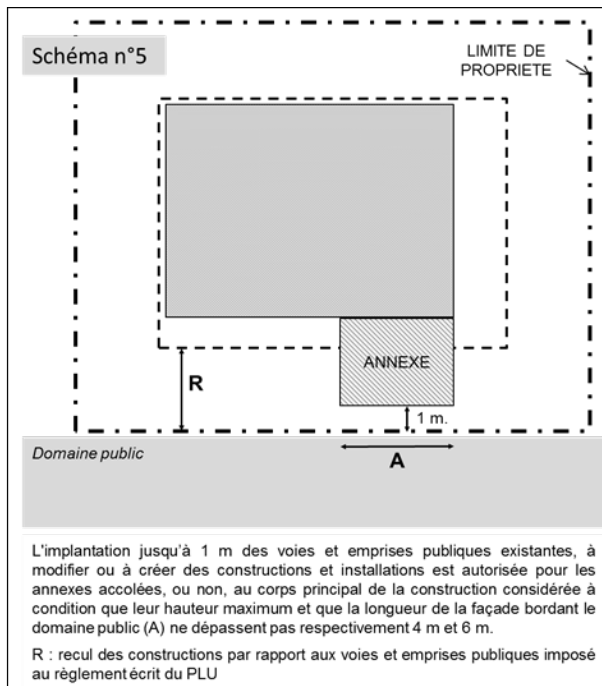 Schéma n°5
LIMITE DE
PROPRIETE
ANNEXE
R
1 m.
A
Domaine public
L'implantation jusqu'à 1 m des voies et emprises publiques existantes, à
modifier ou à créer des constructions et installations est autorisée pour les
annexes accolées, ou non, au corps principal de la construction considérée à
condition que leur hauteur maximum et que la longueur de la façade bordant le
domaine public (A) ne dépassent pas respectivement 4 m et 6 m.
R : recul des constructions par rapport aux voies et emprises publiques imposé
au règlement écrit du PLU